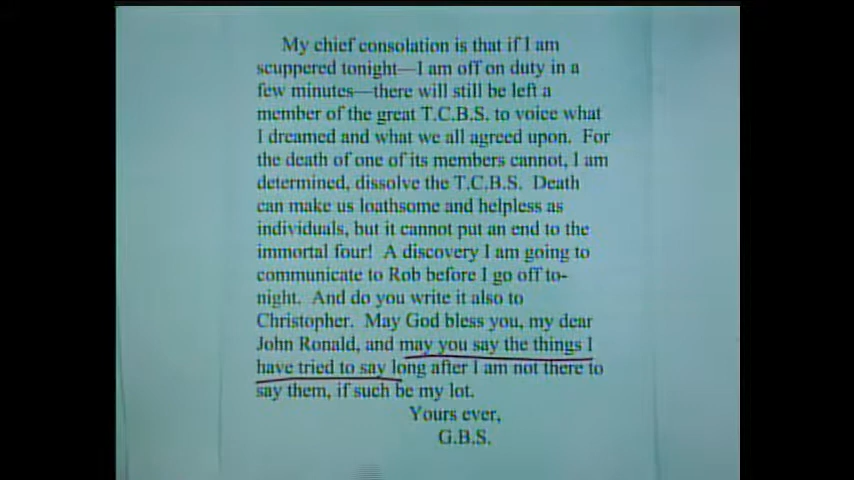 My chief consolation is that if I am
scuppered tonight—I am off on duty in a
few minutes—there will still be left a
member of the great T.C.B.S. to voice what
I dreamed and what we all agreed upon. For
the death of one of its members cannot, I am
determined, dissolve the T.C.B.S. Death
can make us loathsome and helpless as
individuals, but it cannot put an end to the
immortal four! A discovery I am going to
communicate to Rob before I go off to-
night. And do you write it also to
Christopher. May God bless you, my dear
John Ronald, and may you say the things I
have tried to say long after I am not there to
say them, if such be my lot.
Yours ever,
G.B.S.